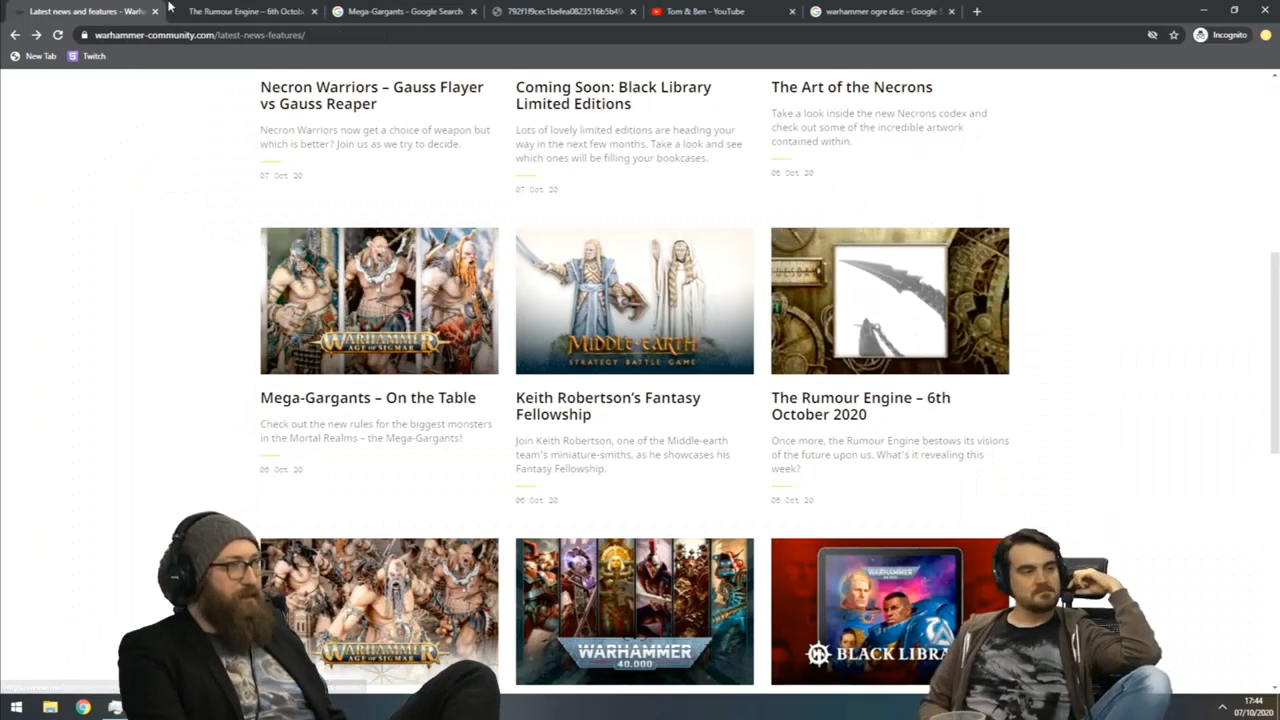 Latest news and features - Warh
The Rumour Engine – 6th Octob
Mega-Gargants - Google Search
Tom & Ben - YouTube
warhammer ogre dice - Google S
warhammer-community.com/latest-news-features/
Incognito
New Tab
Twitch
Necron Warriors – Gauss Flayer
vs Gauss Reaper
Necron Warriors now get a choice of weapon but
which is better? Join us as we try to decide.
07 Oct 20
Coming Soon: Black Library
Limited Editions
Lots of lovely limited editions are heading your
way in the next few months. Take a look and see
which ones will be filling your bookcases.
07 Oct 20
The Art of the Necrons
Take a look inside the new Necrons codex and
check out some of the incredible artwork
contained within.
06 Oct 20
WARHAMMER
AGE OF SIGMAR
MIDDLE-EARTH
STRATEGY BATTLE GAME
Mega-Gargants – On the Table
Check out the new rules for the biggest monsters
in the Mortal Realms – the Mega-Gargants!
06 Oct 20
Keith Robertson's Fantasy
Fellowship
Join Keith Robertson, one of the Middle-earth
team's miniature-smiths, as he showcases his
Fantasy Fellowship.
06 Oct 20
The Rumour Engine – 6th
October 2020
Once more, the Rumour Engine bestows its visions
of the future upon us. What's it revealing this
week?
06 Oct 20
WARHAMMER
AGE OF SIGMAR
WARHAMMER
40,000
WARHAMMER
BLACK LIBRA
17:44
07/10/2020